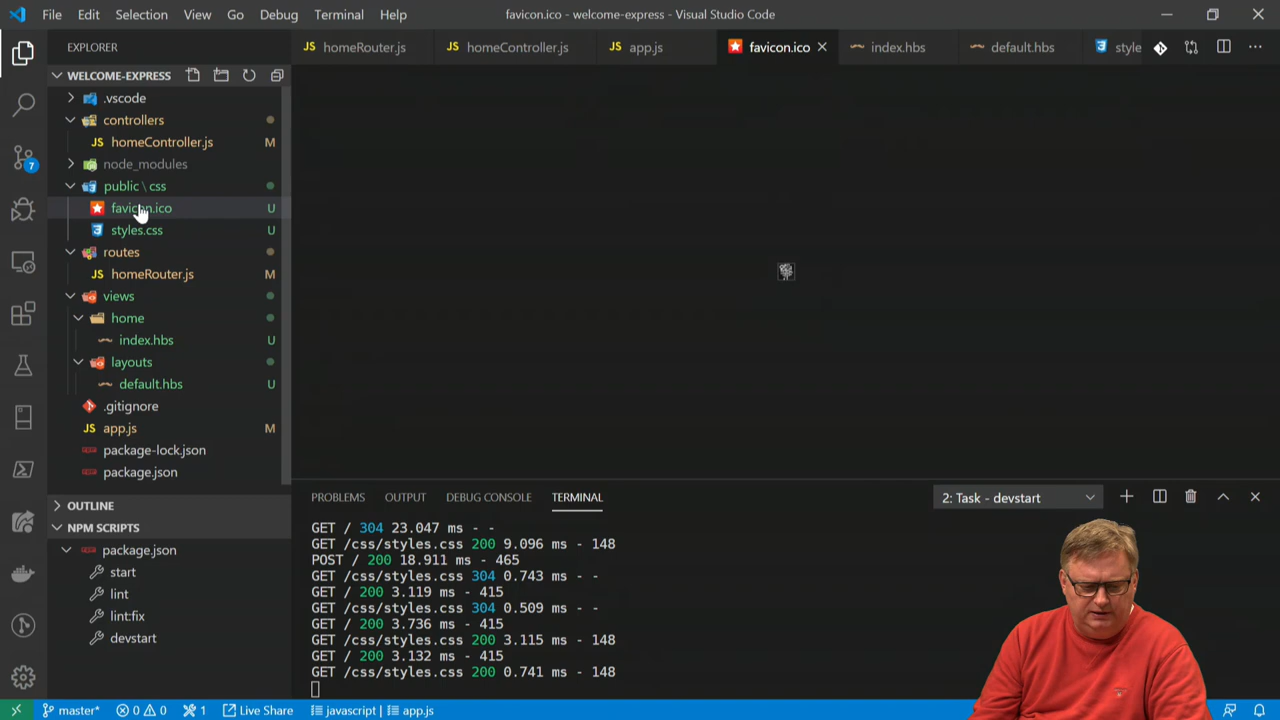 File Edit Selection View Go Debug Terminal Help favicon.ico - welcome-express - Visual Studio Code
EXPLORER
homeRouter.js homeController.js app.js favicon.ico index.hbs default.hbs style
WELCOME-EXPRESS
.vscode
controllers
homeController.js M
node_modules
public \ css
favicon.ico U
styles.css U
routes
homeRouter.js M
views
home
index.hbs U
layouts
default.hbs U
.gitignore
app.js M
package-lock.json
package.json
OUTLINE
NPM SCRIPTS
package.json
start
lint
lint:fix
devstart
7
PROBLEMS OUTPUT DEBUG CONSOLE TERMINAL 2: Task - devstart
GET / 304 23.047 ms - -
GET /css/styles.css 200 9.096 ms - 148
POST / 200 18.911 ms - 465
GET /css/styles.css 304 0.743 ms - -
GET / 200 3.119 ms - 415
GET /css/styles.css 304 0.509 ms - -
GET / 200 3.736 ms - 415
GET /css/styles.css 200 3.115 ms - 148
GET / 200 3.132 ms - 415
GET /css/styles.css 200 0.741 ms - 148
master* 0 0 1 Live Share javascript | app.js